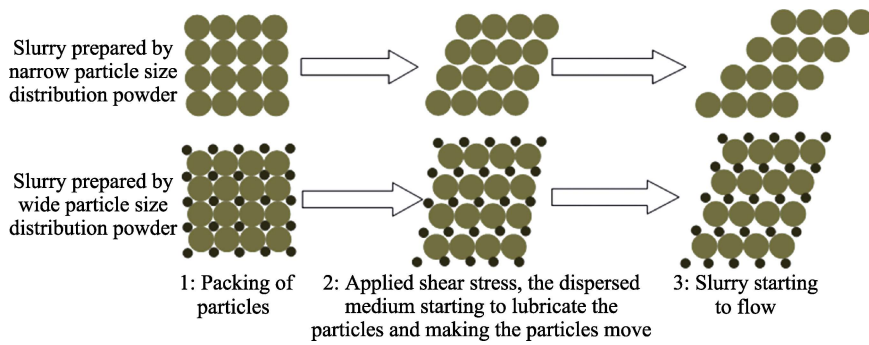 Slurry prepared by
narrow particle size
distribution powder
Slurry prepared by
wide particle size
distribution powder
1: Packing of
particles
2: Applied shear stress, the dispersed
medium starting to lubricate the
particles and making the particles move
3: Slurry starting
to flow